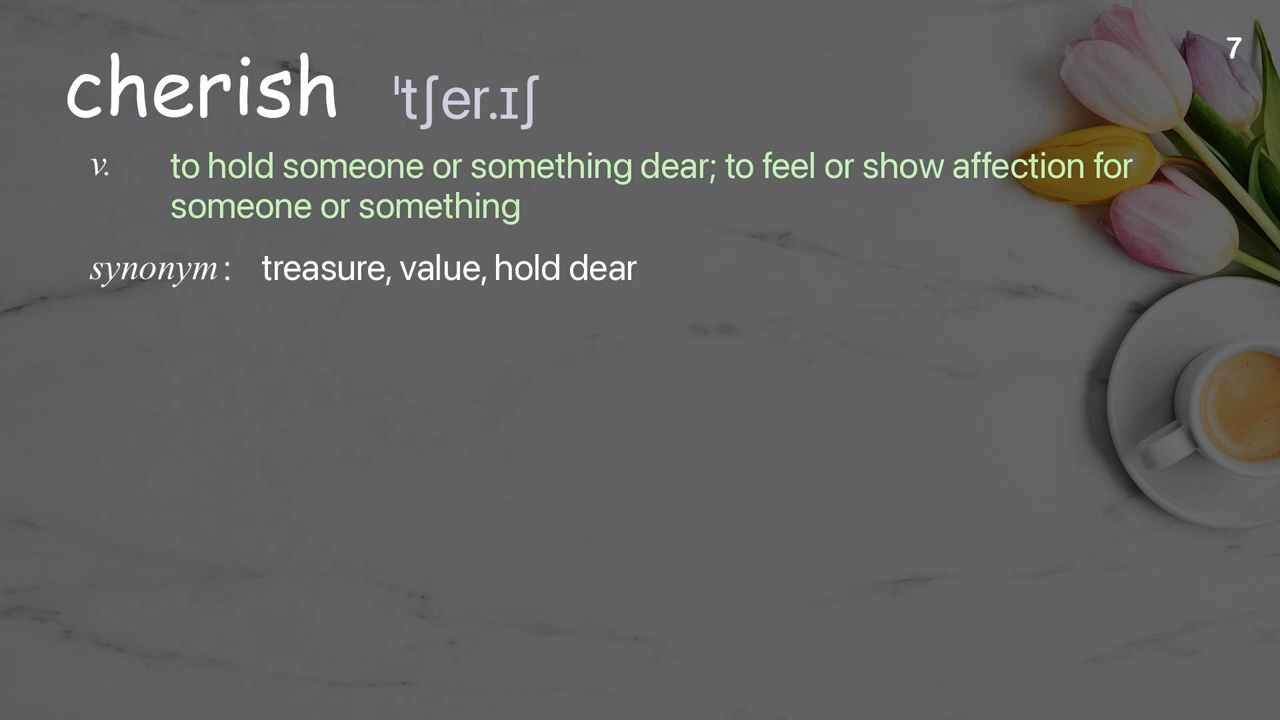 7
cherish ˈtʃer.ɪʃ
v. to hold someone or something dear; to feel or show affection for
someone or something
synonym: treasure, value, hold dear